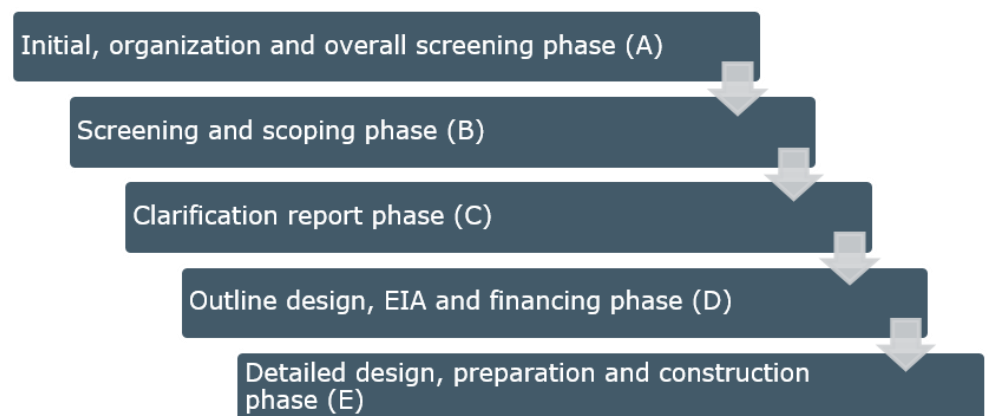 Initial, organization and overall screening phase (A)
Screening and scoping phase (B)
Clarification report phase (C)
Outline design, EIA and financing phase (D)
Detailed design, preparation and construction
phase (E)